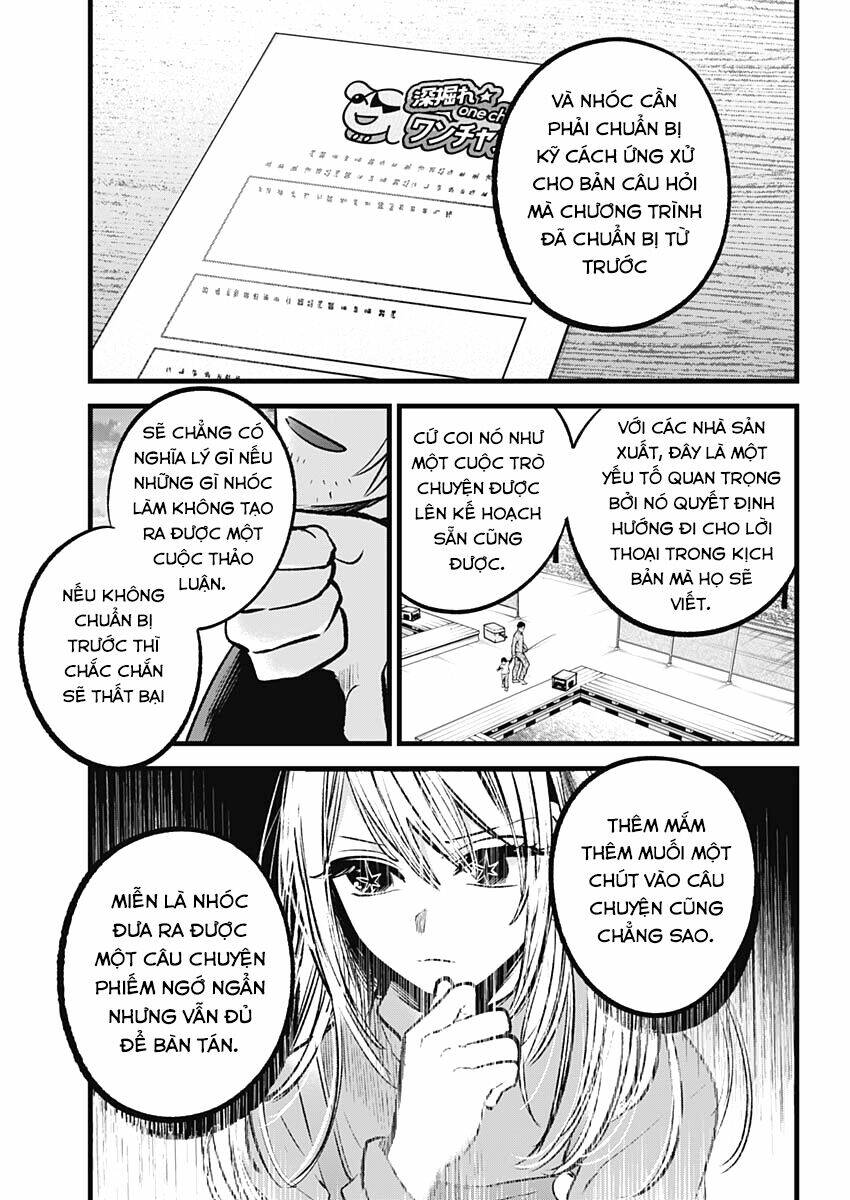 深掘れ☆
one ch
ワンチャ
VÀ NHÓC CẦN
PHẢI CHUẨN BỊ
KỸ CÁCH ỨNG XỬ
CHO BẢN CÂU HỎI
MÀ CHƯƠNG TRÌNH
ĐÃ CHUẨN BỊ TỪ
TRƯỚC
VỚI CÁC NHÀ SẢN
XUẤT, ĐÂY LÀ MỘT
YẾU TỐ QUAN TRỌNG
BỞI NÓ QUYẾT ĐỊNH
HƯỚNG ĐI CHO LỜI
THOẠI TRONG KỊCH
BẢN MÀ HỌ SẼ
VIẾT.
CỨ COI NÓ NHƯ
MỘT CUỘC TRÒ
CHUYỆN ĐƯỢC
LÊN KẾ HOẠCH
SẴN CŨNG
ĐƯỢC.
SẼ CHẲNG CÓ
NGHĨA LÝ GÌ NẾU
NHỮNG GÌ NHÓC
LÀM KHÔNG TẠO
RA ĐƯỢC MỘT
CUỘC THẢO
LUẬN.
NẾU KHÔNG
CHUẨN BỊ
TRƯỚC THÌ
CHẮC CHẮN
SẼ THẤT BẠI
THÊM MẮM
THÊM MUỐI MỘT
CHÚT VÀO CÂU
CHUYỆN CŨNG
CHẲNG SAO.
MIỄN LÀ NHÓC
ĐƯA RA ĐƯỢC
MỘT CÂU CHUYỆN
PHIẾM NGỚ NGẨN
NHƯNG VẪN ĐỦ
ĐỂ BÀN TÁN.